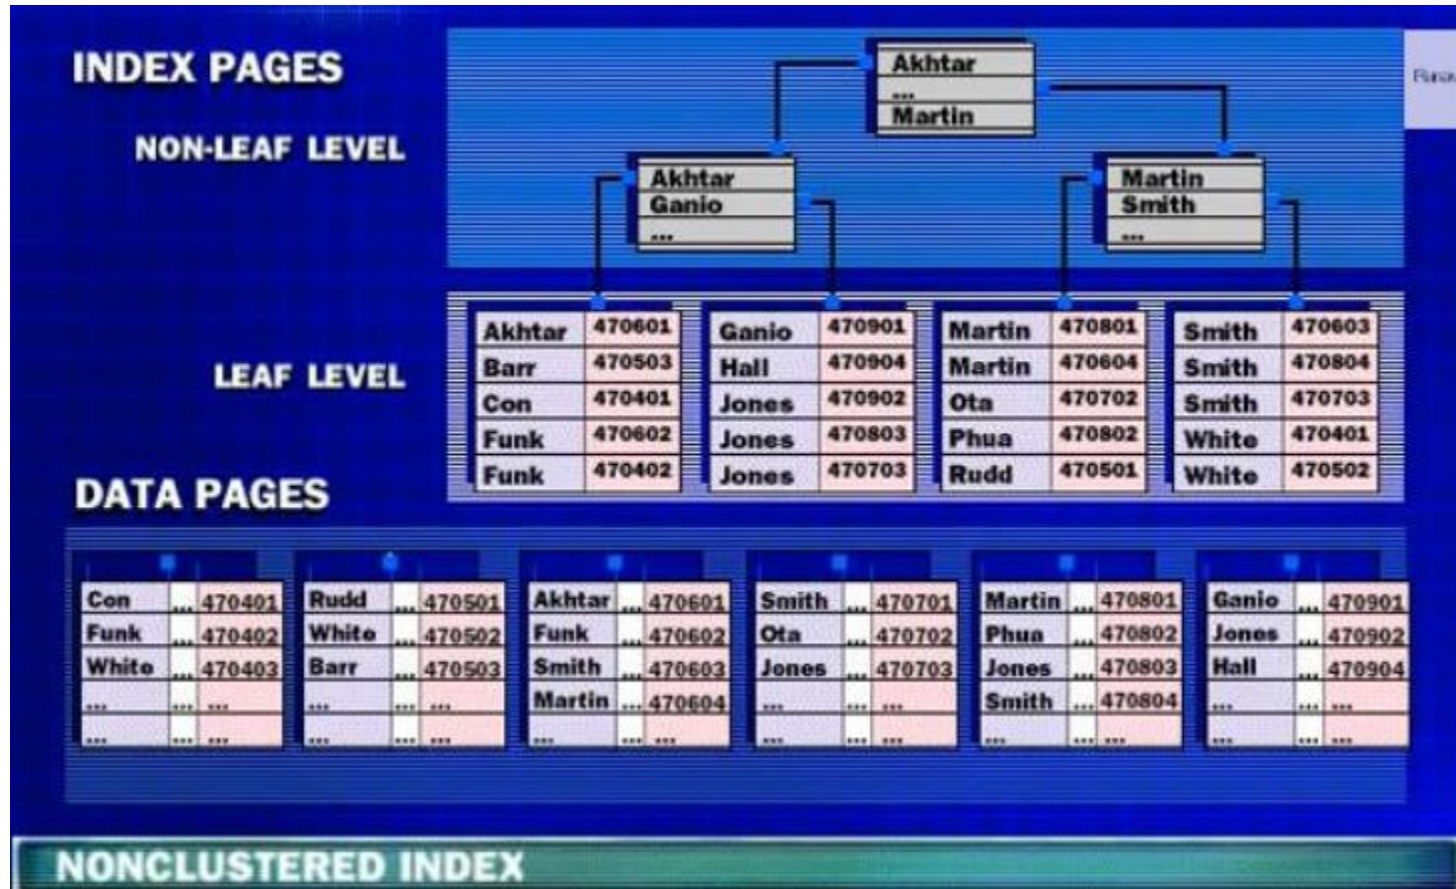 INDEX PAGES
NON-LEAF LEVEL
Akhtar
...
Martin
Akhtar
Ganio
...
Martin
Smith
...
LEAF LEVEL
Akhtar 470601
Barr 470503
Con 470401
Funk 470602
Funk 470402
Ganio 470901
Hall 470904
Jones 470902
Jones 470803
Jones 470703
Martin 470801
Martin 470604
Ota 470702
Phua 470802
Rudd 470501
Smith 470603
Smith 470804
Smith 470703
White 470401
White 470502
DATA PAGES
Con ... 470401
Funk ... 470402
White ... 470403
... ... ...
... ... ...
Rudd ... 470501
White ... 470502
Barr ... 470503
... ... ...
... ... ...
Akhtar ... 470601
Funk ... 470602
Smith ... 470603
Martin ... 470604
... ... ...
Smith ... 470701
Ota ... 470702
Jones ... 470703
... ... ...
... ... ...
Martin ... 470801
Phua ... 470802
Jones ... 470803
Smith ... 470804
... ... ...
Ganio ... 470901
Jones ... 470902
Hall ... 470904
... ... ...
... ... ...
NONCLUSTERED INDEX